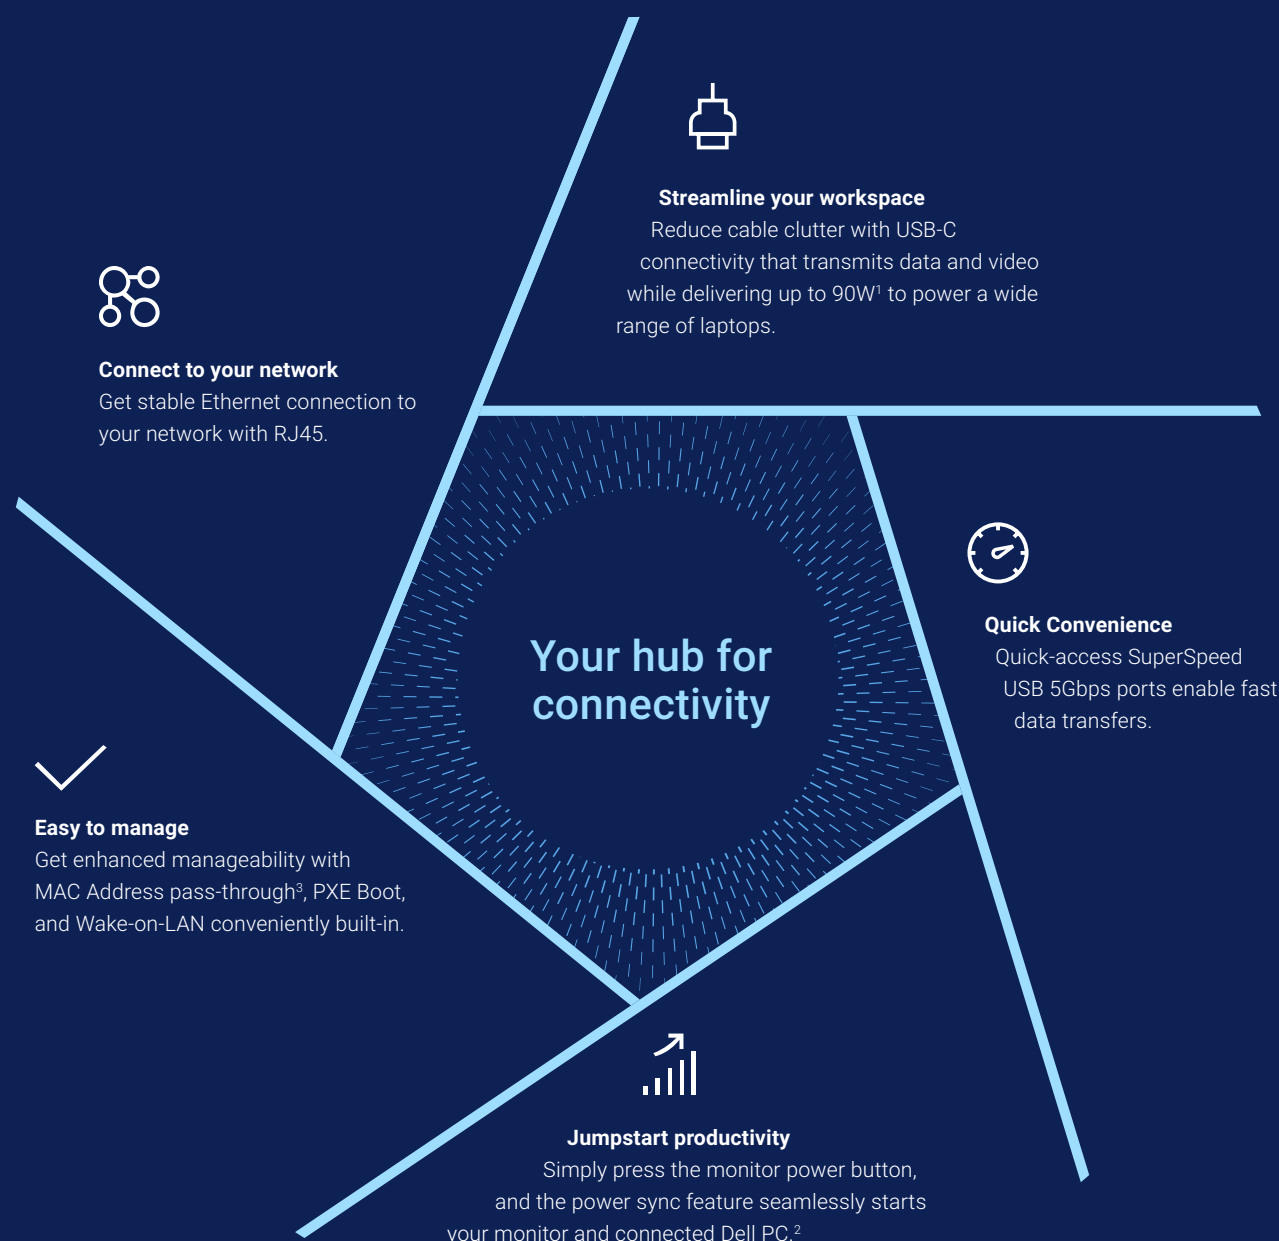 Streamline your workspace
Reduce cable clutter with USB-C
connectivity that transmits data and video
while delivering up to 90W¹ to power a wide
range of laptops.
Connect to your network
Get stable Ethernet connection to
your network with RJ45.
Quick Convenience
Quick-access SuperSpeed
USB 5Gbps ports enable fast
data transfers.
Your hub for
connectivity
Easy to manage
Get enhanced manageability with
MAC Address pass-through³, PXE Boot,
and Wake-on-LAN conveniently built-in.
Jumpstart productivity
Simply press the monitor power button,
and the power sync feature seamlessly starts
your monitor and connected Dell PC.²